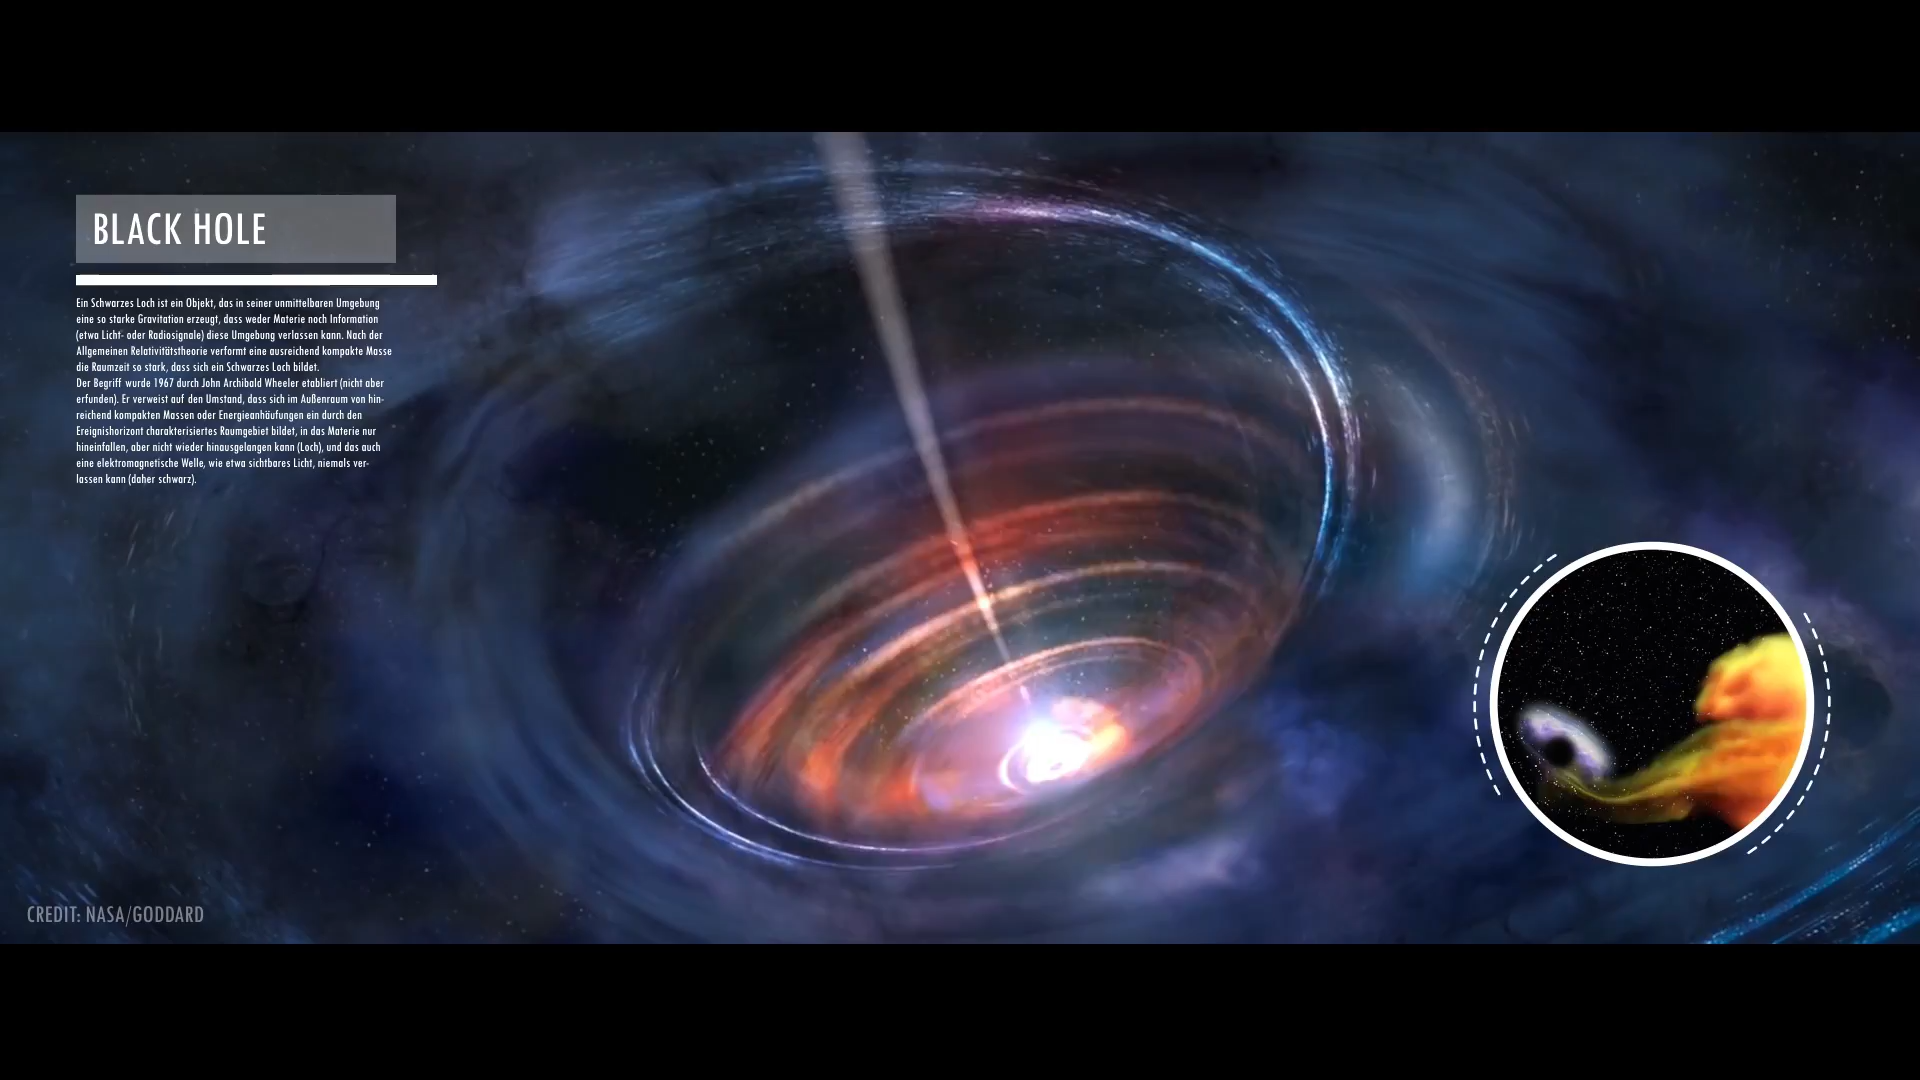 BLACK HOLE
Ein Schwarzes Loch ist ein Objekt, das in seiner unmittelbaren Umgebung
eine so starke Gravitation erzeugt, dass weder Materie noch Information
(etwa Licht- oder Radiosignale) diese Umgebung verlassen kann. Nach der
Allgemeinen Relativitätstheorie verformt eine ausreichend kompakte Masse
die Raumzeit so stark, dass sich ein Schwarzes Loch bildet.
Der Begriff wurde 1967 durch John Archibald Wheeler etabliert (nicht aber
erfunden). Er verweist auf den Umstand, dass sich im Außenraum von hin-
reichend kompakten Massen oder Energieanhäufungen ein durch den
Ereignishorizont charakterisiertes Raumgebiet bildet, in das Materie nur
hineinfallen, aber nicht wieder hinausgelangen kann (Loch), und das auch
eine elektromagnetische Welle, wie etwa sichtbares Licht, niemals ver-
lassen kann (daher schwarz).
CREDIT: NASA/GODDARD